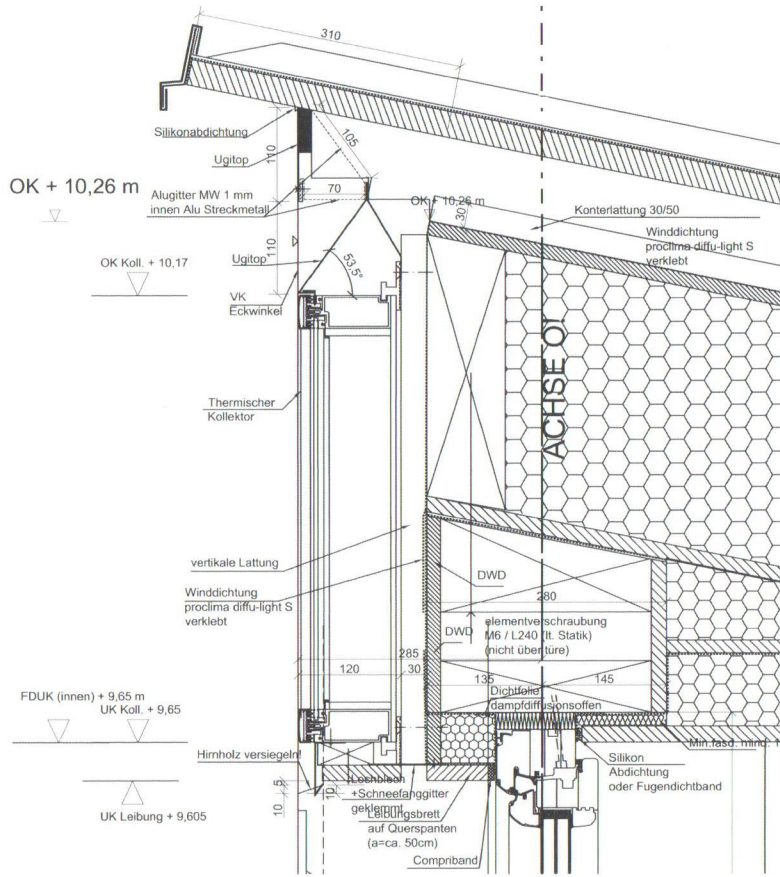 310
Silikonabdichtung
110
Ugitop
105
OK + 10,26 m
Alugitter MW 1 mm
innen Alu Streckmetall
70
OK + 10,26 m
30
Konterlattung 30/50
Winddichtung
proclima diffu-light S
verklebt
110
OK Koll. + 10,17
Ugitop
53,5°
VK
Eckwinkel
ACHSE O!
Thermischer
Kollektor
vertikale Lattung
Winddichtung
proclima diffu-light S
verklebt
DWD
280
DWD
elementverschraubung
M6 / L240 (lt. Statik)
(nicht über türe)
285
120
30
135
145
Dichtfolie
dampfdiffusionsoffen
FDUK (innen) + 9,65 m
UK Koll. + 9,65
Min.fasd. mind.
Hirnholz versiegeln!
Silikon
Abdichtung
oder Fugendichtband
5
10
10
Lochblech
+Schneefanggitter
geklemmt
UK Leibung + 9,605
Leibungsbrett
auf Querspanten
(a=ca. 50cm)
Compriband